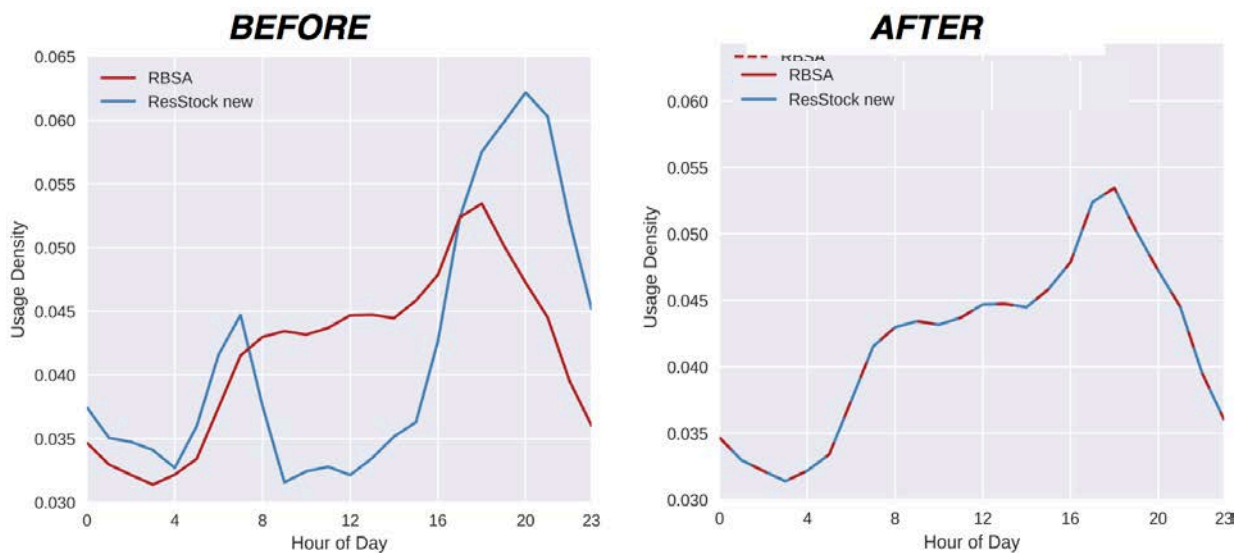 BEFORE
0.065
RBSA
ResStock new
0.060
0.055
0.050
0.045
0.040
0.035
0.030
Usage Density
0 4 8 12 16 20 23
Hour of Day
AFTER
RBSA
RBSA
ResStock new
0.060
0.055
0.050
0.045
0.040
0.035
0.030
Usage Density
0 4 8 12 16 20 23
Hour of Day